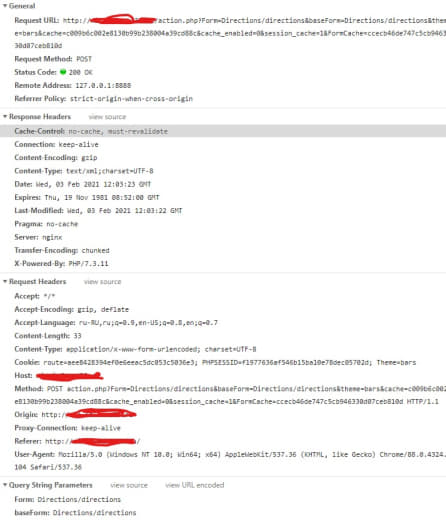 General
Request URL: http:/ action.php?Form=Directions/directions&baseForm=Directions/directions&them
e=bars&cache=c009b6c002e8130b99b238004a39cd88c&cache_enabled=0&session_cache=1&FormCache=ccecb46de747c5cb9463
30d07ceb810d
Request Method: POST
Status Code: 200 OK
Remote Address: 127.0.0.1:8888
Referrer Policy: strict-origin-when-cross-origin
Response Headers view source
Cache-Control: no-cache, must-revalidate
Connection: keep-alive
Content-Encoding: gzip
Content-Type: text/xml;charset=UTF-8
Date: Wed, 03 Feb 2021 12:03:23 GMT
Expires: Thu, 19 Nov 1981 08:52:00 GMT
Last-Modified: Wed, 03 Feb 2021 12:03:22 GMT
Pragma: no-cache
Server: nginx
Transfer-Encoding: chunked
X-Powered-By: PHP/7.3.11
Request Headers view source
Accept: */*
Accept-Encoding: gzip, deflate
Accept-Language: ru-RU,ru;q=0.9,en-US;q=0.8,en;q=0.7
Content-Length: 33
Content-Type: application/x-www-form-urlencoded; charset=UTF-8
Cookie: route=aee8428394ef0e6eeac5dc053c5036e3; PHPSESSID=f1977636af546b15ba10e78dec05702d; Theme=bars
Host:
Method: POST action.php?Form=Directions/directions&baseForm=Directions/directions&theme=bars&cache=c009b6c002
e8130b99b238004a39cd88c&cache_enabled=0&session_cache=1&FormCache=ccecb46de747c5cb946330d07ceb810d HTTP/1.1
Origin: http:/
Proxy-Connection: keep-alive
Referer: http:/ /
User-Agent: Mozilla/5.0 (Windows NT 10.0; Win64; x64) AppleWebKit/537.36 (KHTML, like Gecko) Chrome/88.0.4324.
104 Safari/537.36
Query String Parameters view source view URL encoded
Form: Directions/directions
baseForm: Directions/directions